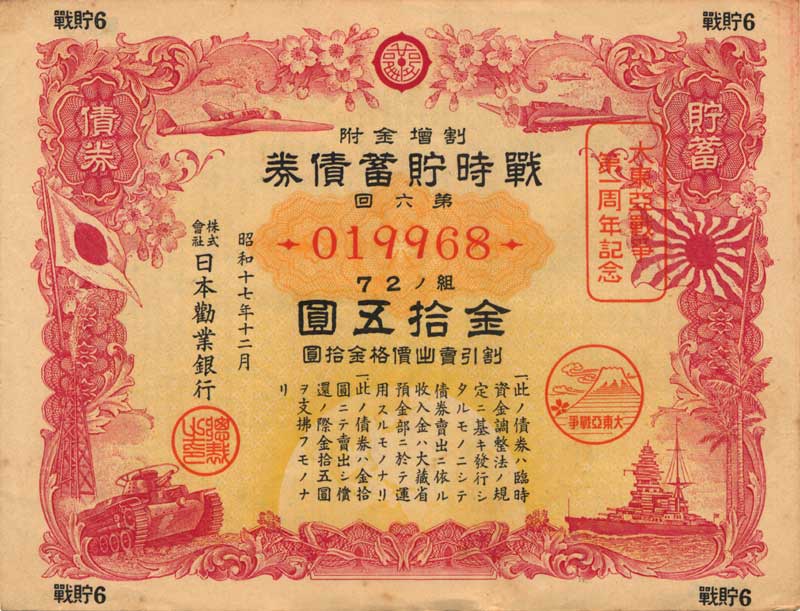 戰貯6
戰貯6
貯蓄
債券
割增金附
戰時貯蓄債券
第六回
019968
72ノ組
金拾五圓
割引賣出價格金拾圓
大東亞戰爭
第一周年記念
一、此ノ債券ハ臨時
資金調整法ノ規
定ニ基キ發行シ
タルモノニシテ
債券賣出ニ依ル
收入金ハ大藏省
預金部ニ於テ運
用スルモノナリ
一、此ノ債券ハ金拾
圓ニテ賣出シ償
還ノ際金拾五圓
ヲ支拂フモノナ
リ
昭和十七年十二月
株式會社
日本勸業銀行
總裁之印
大東亞戰爭
戰貯6
戰貯6